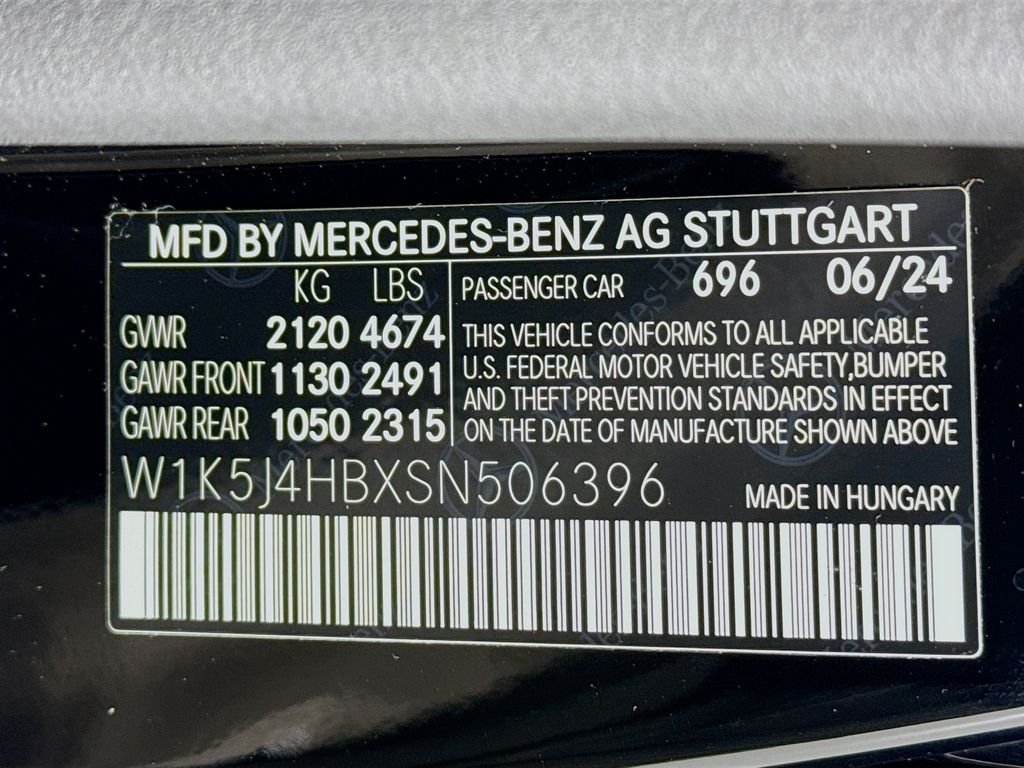 MFD BY MERCEDES-BENZ AG STUTTGART
KG LBS
GVWR 2120 4674
GAWR FRONT 1130 2491
GAWR REAR 1050 2315
PASSENGER CAR 696 06/24
THIS VEHICLE CONFORMS TO ALL APPLICABLE
U.S. FEDERAL MOTOR VEHICLE SAFETY,BUMPER
AND THEFT PREVENTION STANDARDS IN EFFECT
ON THE DATE OF MANUFACTURE SHOWN ABOVE
W1K5J4HBXSN506396
MADE IN HUNGARY